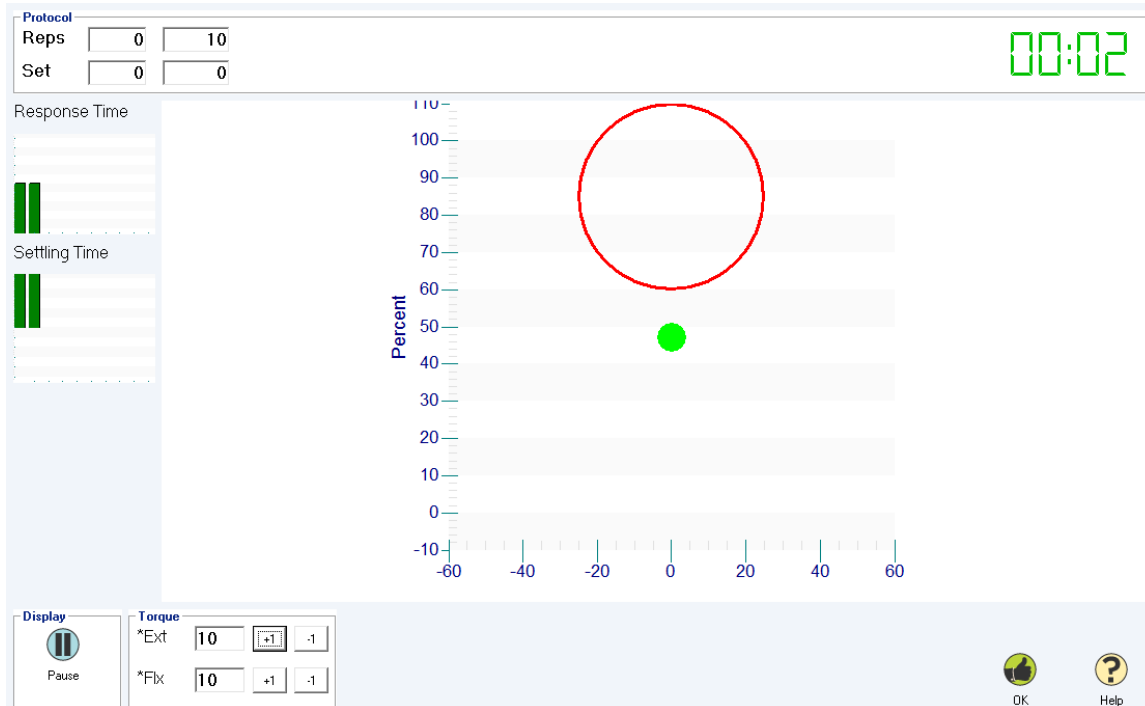 Protocol
Reps 0 10
Set 0 0
00:02
Response Time
Settling Time
110
100
90
80
70
60
50
40
30
20
10
0
-10
Percent
-60 -40 -20 0 20 40 60
Display
Pause
Torque
*Ext 10 +1 -1
*Flx 10 +1 -1
OK
Help